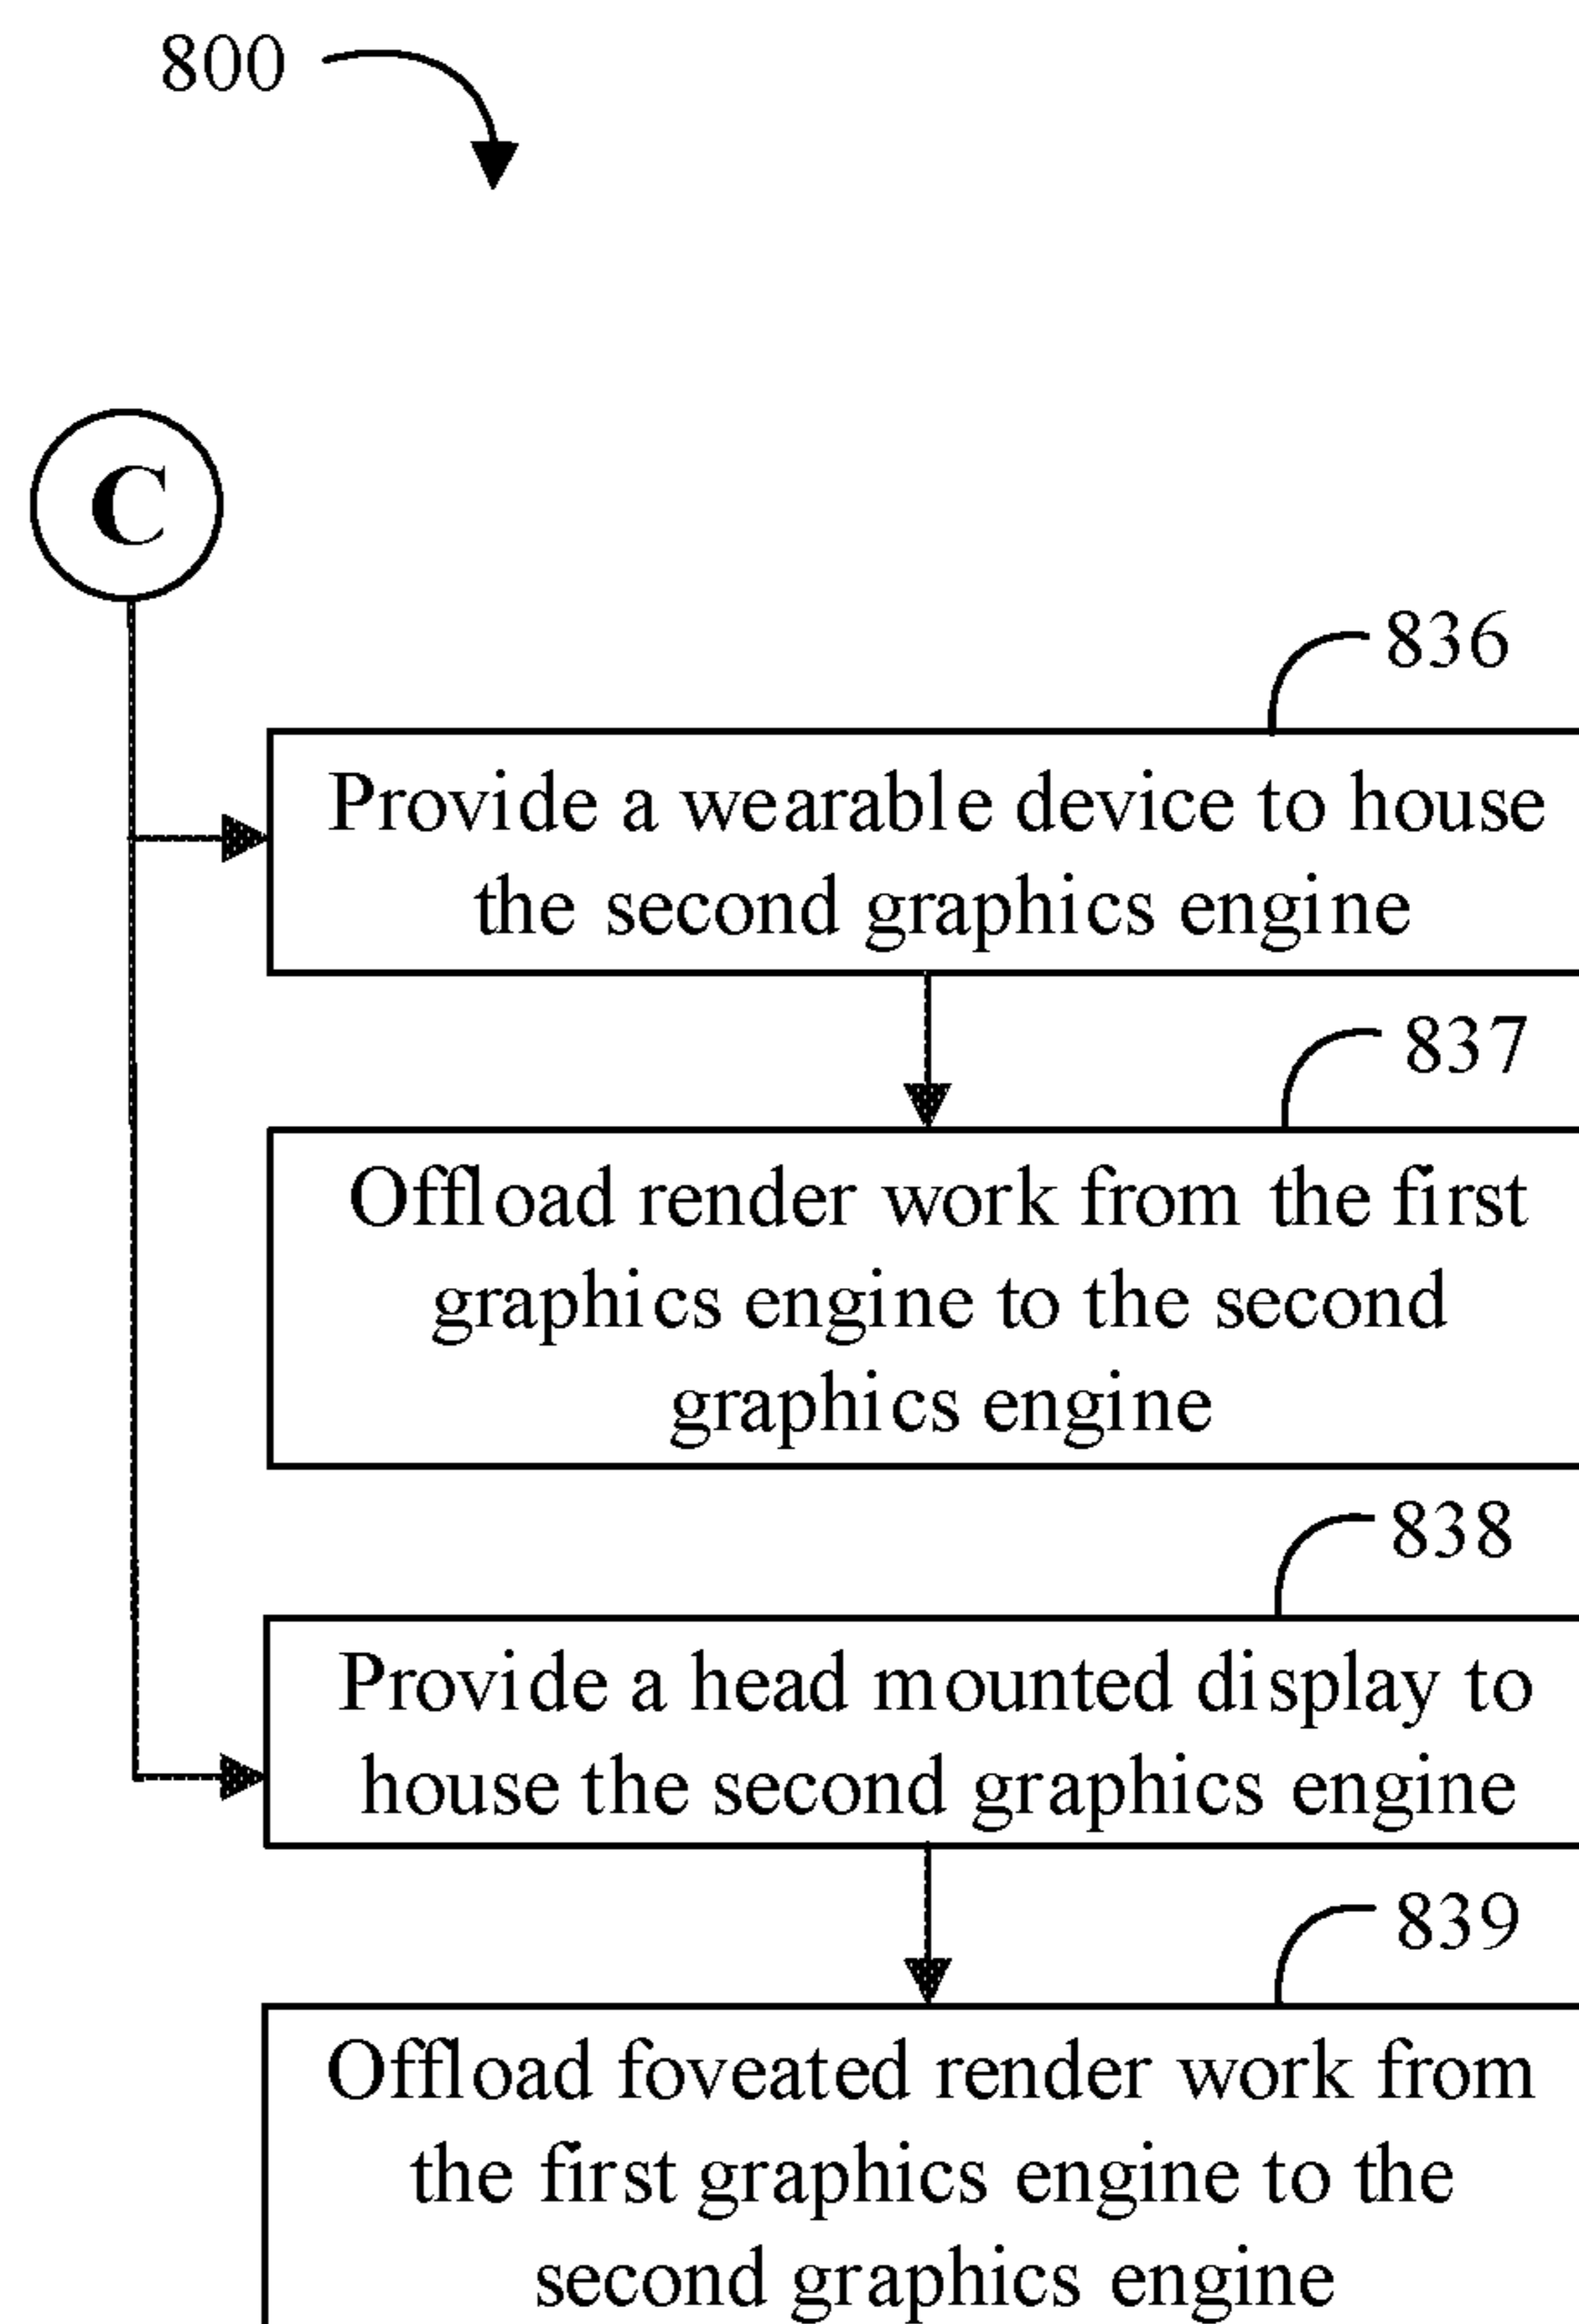 800
C
836
Provide a wearable device to house
the second graphics engine
837
Offload render work from the first
graphics engine to the second
graphics engine
838
Provide a head mounted display to
house the second graphics engine
839
Offload foveated render work from
the first graphics engine to the
second graphics engine